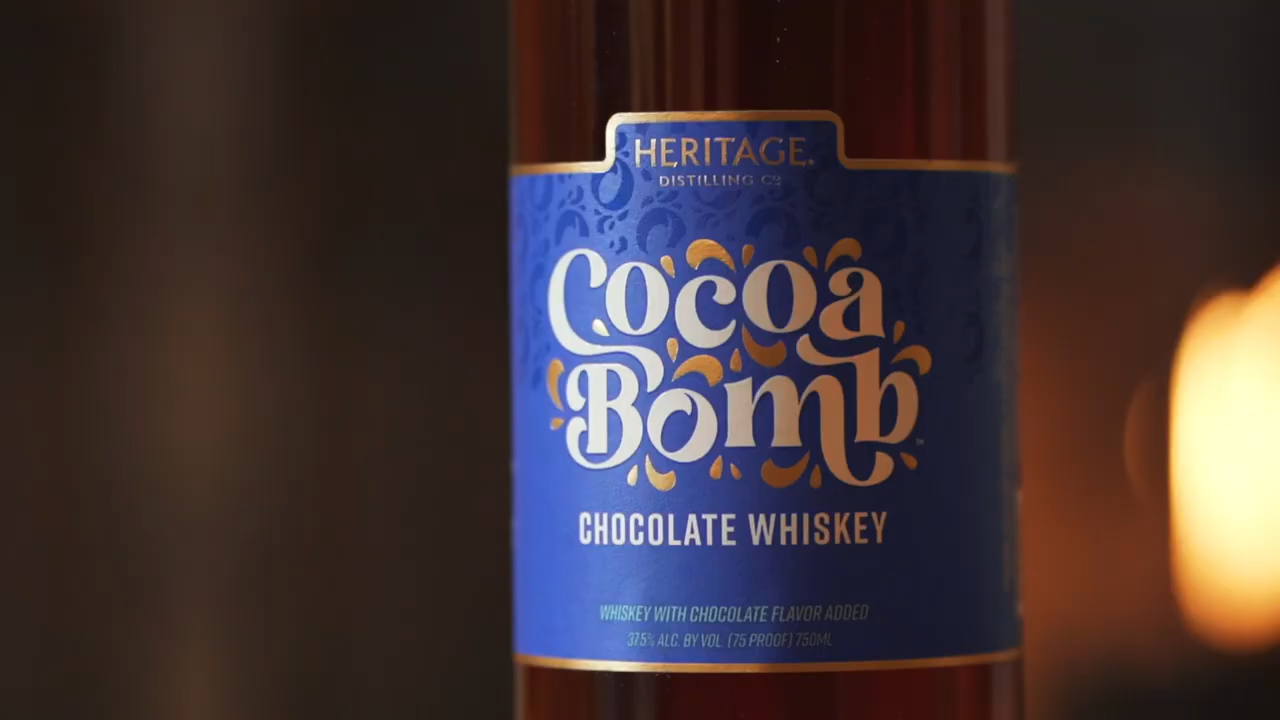 HERITAGE.
DISTILLING Co
Cocoa
Bomb™
CHOCOLATE WHISKEY
WHISKEY WITH CHOCOLATE FLAVOR ADDED
37.5% ALC. BY VOL. (75 PROOF) 750ML